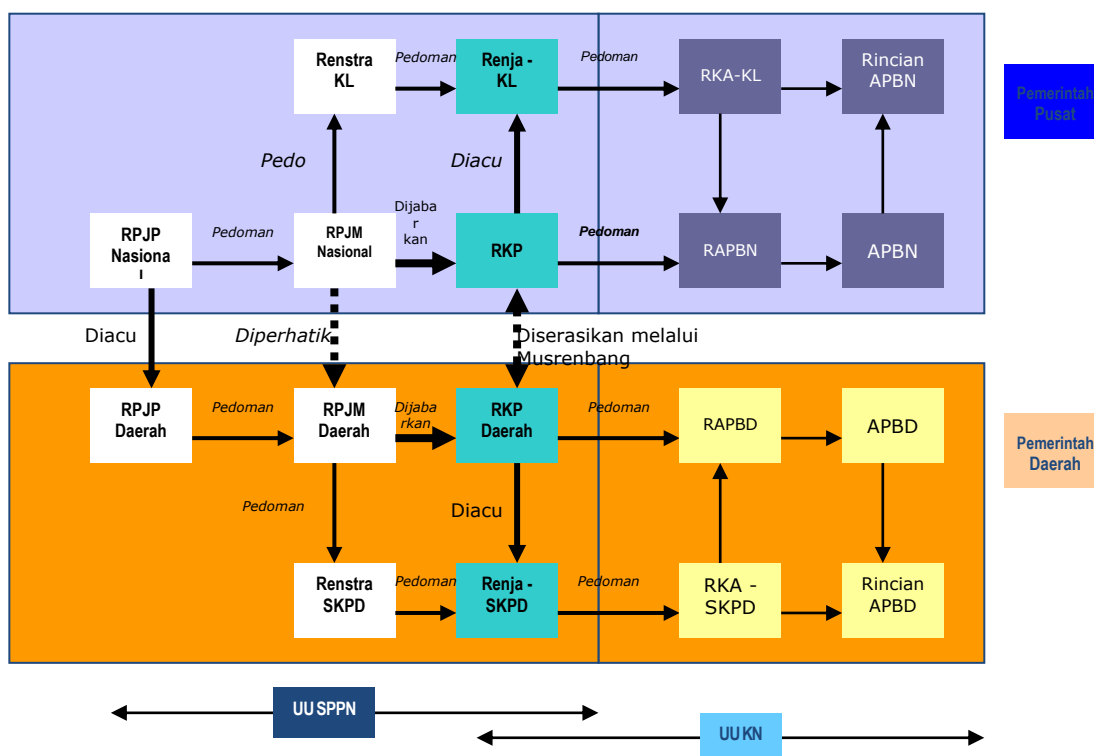 Renstra
KL
Pedoman
Renja -
KL
Pedoman
RKA-KL
Rincian
APBN
Pemerintah
Pusat
Pedo
Diacu
RPJP
Nasiona
l
Pedoman
RPJM
Nasional
Dijaba
r
kan
RKP
Pedoman
RAPBN
APBN
Diacu
Diperhatik
Diserasikan melalui
Musrenbang
RPJP
Daerah
Pedoman
RPJM
Daerah
Dijaba
rkan
RKP
Daerah
Pedoman
RAPBD
APBD
Pemerintah
Daerah
Pedoman
Diacu
Renstra
SKPD
Pedoman
Renja -
SKPD
Pedoman
RKA -
SKPD
Rincian
APBD
UU SPPN
UU KN